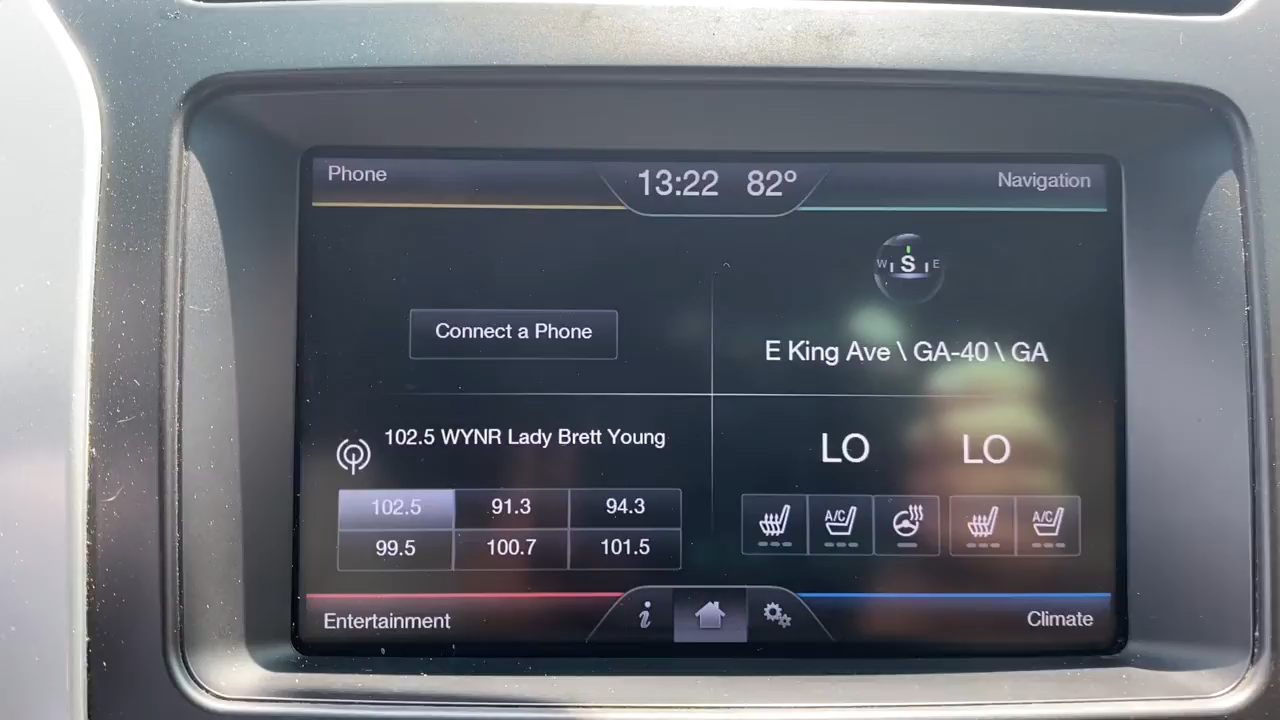 Phone
13:22 82°
Navigation
W S E
Connect a Phone
E King Ave \ GA-40 \ GA
102.5 WYNR Lady Brett Young
LO LO
102.5 91.3 94.3
99.5 100.7 101.5
A/C A/C
Entertainment
i
Climate